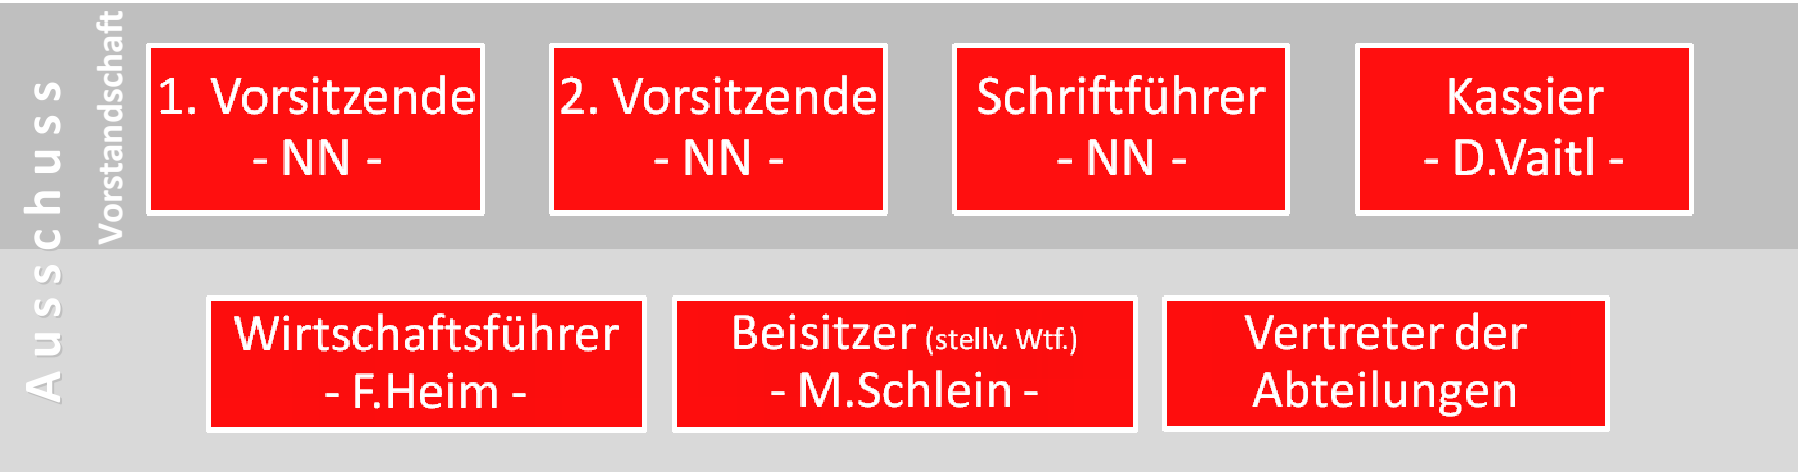 Ausschuss
Vorstandschaft
1. Vorsitzende
- NN -
2. Vorsitzende
- NN -
Schriftführer
- NN -
Kassier
- D.Vaitl -
Wirtschaftsführer
- F.Heim -
Beisitzer (stellv. Wtf.)
- M.Schlein -
Vertreter der
Abteilungen